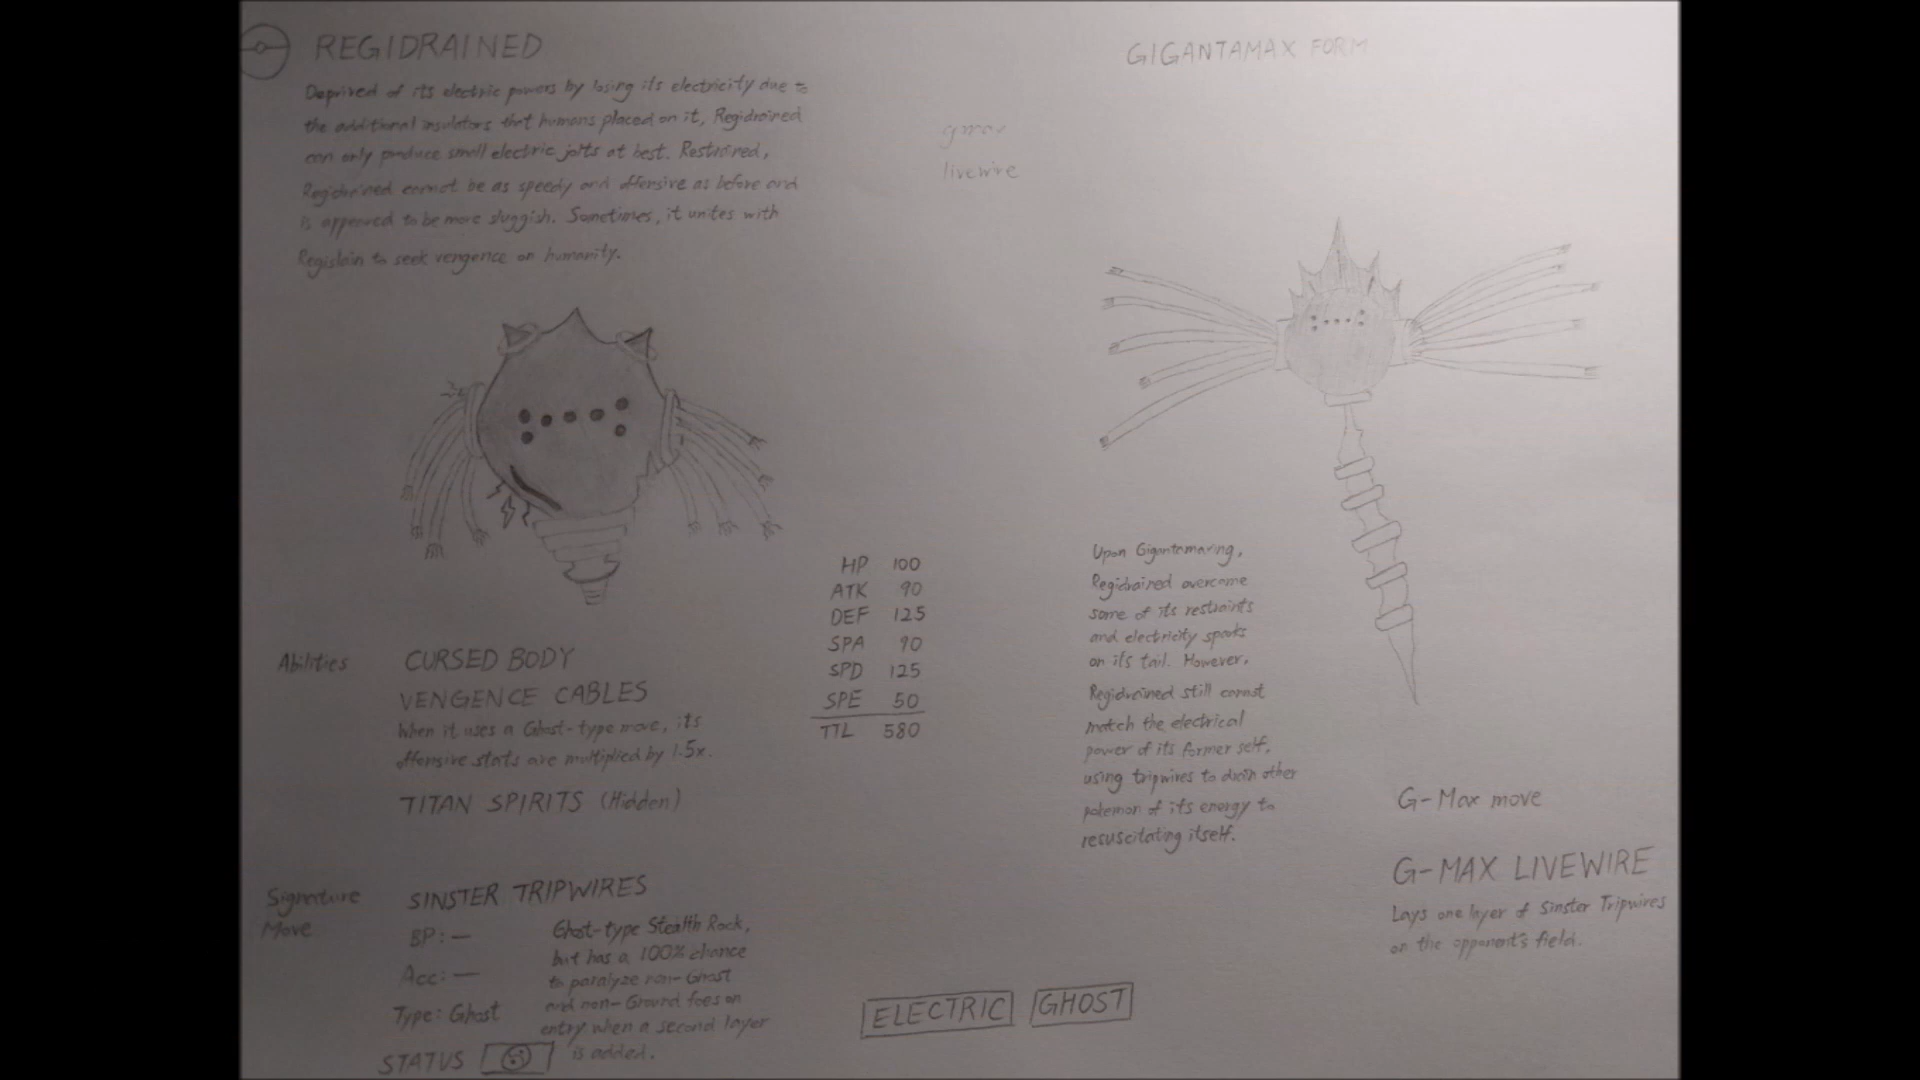 REGIDRAINED
Deprived of its electric powers by losing its electricity due to
the additional insulators that humans placed on it, Regidrained
can only produce small electric jolts at best. Restrained,
Regidrained cannot be as speedy and offensive as before and
is appeared to be more sluggish. Sometimes, it unites with
Regislain to seek vengence on humanity.
Abilities
CURSED BODY
VENGENCE CABLES
When it uses a Ghost-type move, its
offensive stats are multiplied by 1.5x.
TITAN SPIRITS (Hidden)
Signature
Move
SINSTER TRIPWIRES
BP: —
Acc: —
Type: Ghost
STATUS
Ghost-type Stealth Rock,
but has a 100% chance
to paralyze non-Ghost
and non-Ground foes on
entry when a second layer
is added.
HP 100
ATK 90
DEF 125
SPA 90
SPD 125
SPE 50
TTL 580
ELECTRIC GHOST
gmax
livewire
GIGANTAMAX FORM
Upon Gigantamaxing,
Regidrained overcame
some of its restraints
and electricity sparks
on its tail. However,
Regidrained still cannot
match the electrical
power of its former self,
using tripwires to drain other
pokemon of its energy to
resuscitating itself.
G-Max move
G-MAX LIVEWIRE
Lays one layer of Sinster Tripwires
on the opponent's field.